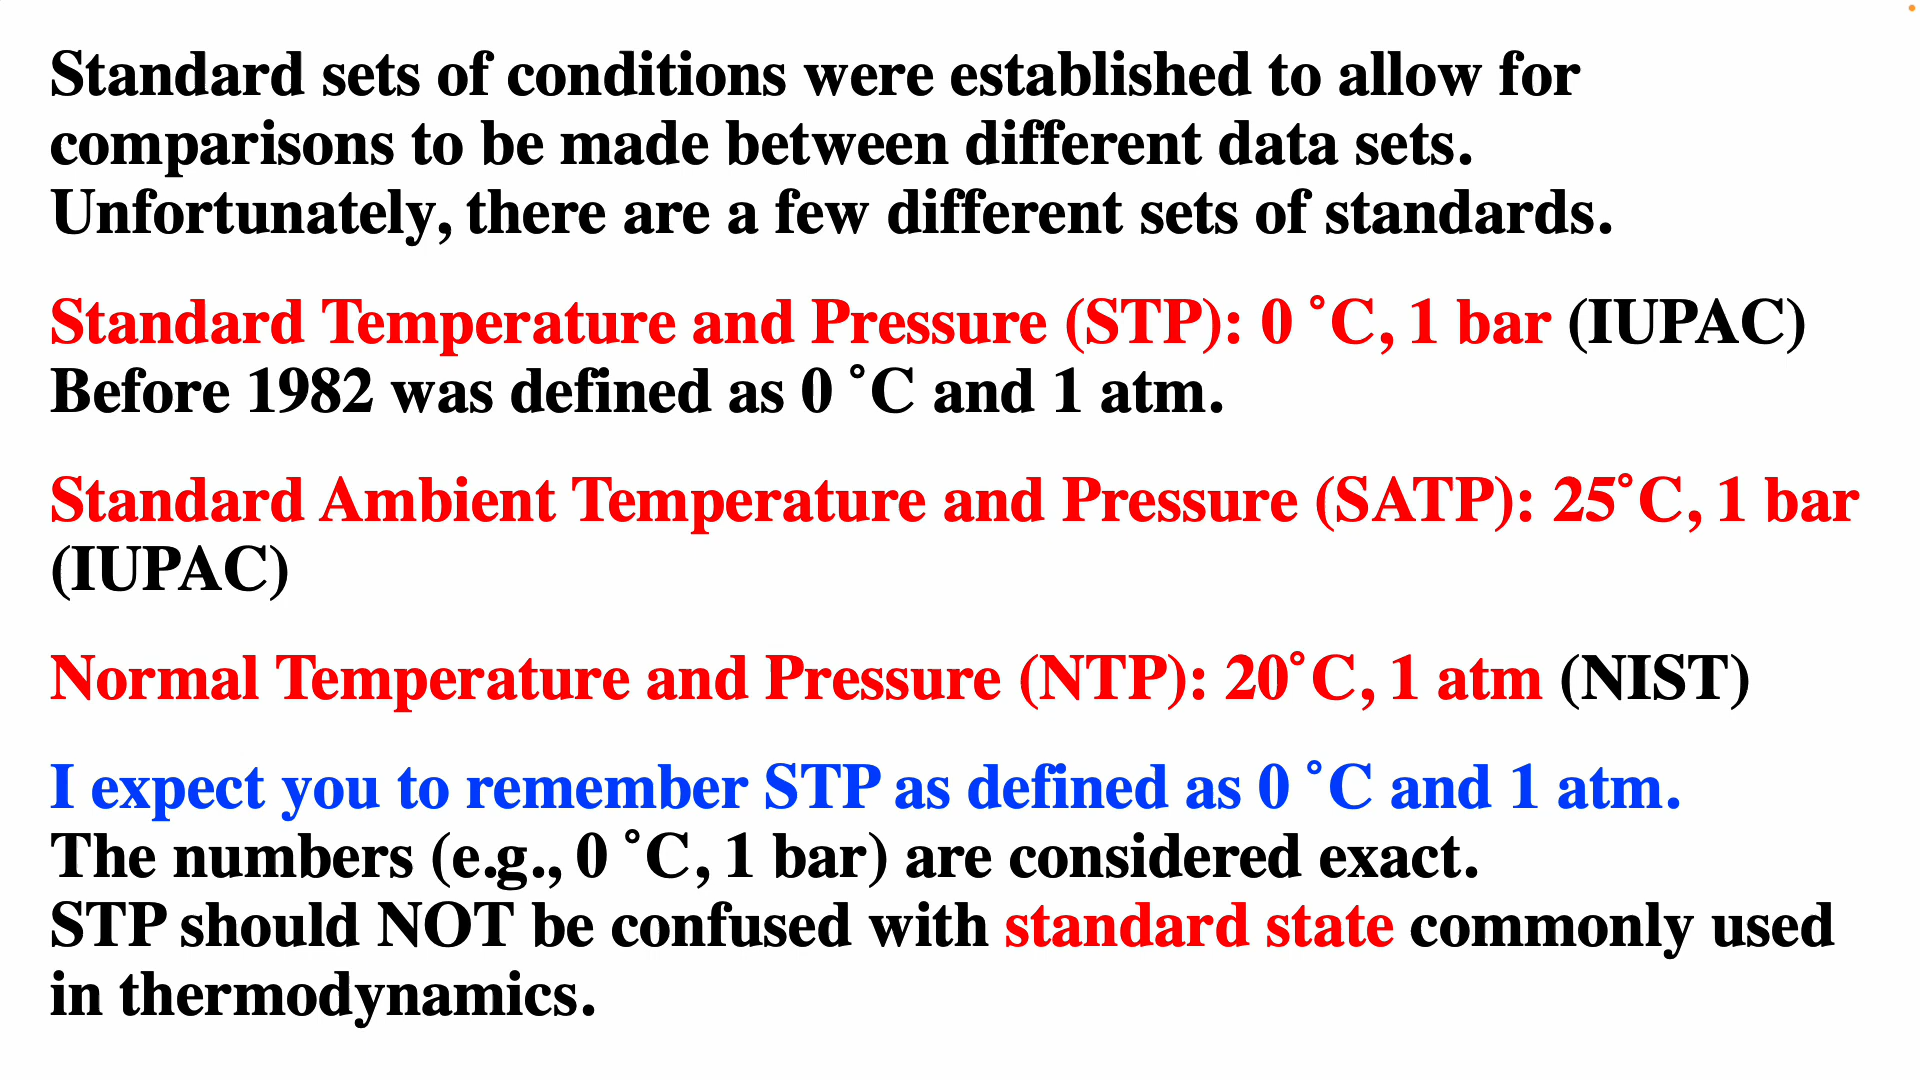 Standard sets of conditions were established to allow for
comparisons to be made between different data sets.
Unfortunately, there are a few different sets of standards.
Standard Temperature and Pressure (STP): 0 ˚C, 1 bar (IUPAC)
Before 1982 was defined as 0 ˚C and 1 atm.
Standard Ambient Temperature and Pressure (SATP): 25˚C, 1 bar
(IUPAC)
Normal Temperature and Pressure (NTP): 20˚C, 1 atm (NIST)
I expect you to remember STP as defined as 0 ˚C and 1 atm.
The numbers (e.g., 0 ˚C, 1 bar) are considered exact.
STP should NOT be confused with standard state commonly used
in thermodynamics.